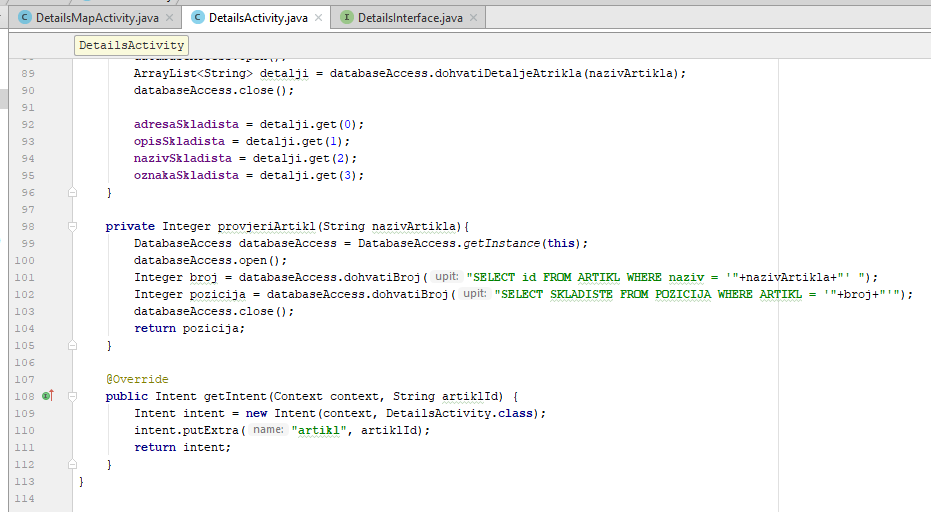 DetailsMapActivity.java DetailsActivity.java DetailsInterface.java
DetailsActivity
89 ArrayList<String> detalji = databaseAccess.dohvatiDetaljeAtrikla(nazivArtikla);
90 databaseAccess.close();
91
92 adresaSkladista = detalji.get(0);
93 opisSkladista = detalji.get(1);
94 nazivSkladista = detalji.get(2);
95 oznakaSkladista = detalji.get(3);
96 }
97
98 private Integer provjeriArtikl(String nazivArtikla){
99 DatabaseAccess databaseAccess = DatabaseAccess.getInstance(this);
100 databaseAccess.open();
101 Integer broj = databaseAccess.dohvatiBroj( upit: "SELECT id FROM ARTIKL WHERE naziv = '"+nazivArtikla+"' ");
102 Integer pozicija = databaseAccess.dohvatiBroj( upit: "SELECT SKLADISTE FROM POZICIJA WHERE ARTIKL = '"+broj+"'");
103 databaseAccess.close();
104 return pozicija;
105 }
106
107 @Override
108 public Intent getIntent(Context context, String artiklId) {
109 Intent intent = new Intent(context, DetailsActivity.class);
110 intent.putExtra( name: "artikl", artiklId);
111 return intent;
112 }
113 }
114